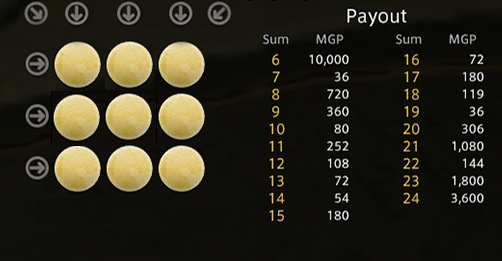 Payout
Sum MGP Sum MGP
6 10,000 16 72
7 36 17 180
8 720 18 119
9 360 19 36
10 80 20 306
11 252 21 1,080
12 108 22 144
13 72 23 1,800
14 54 24 3,600
15 180